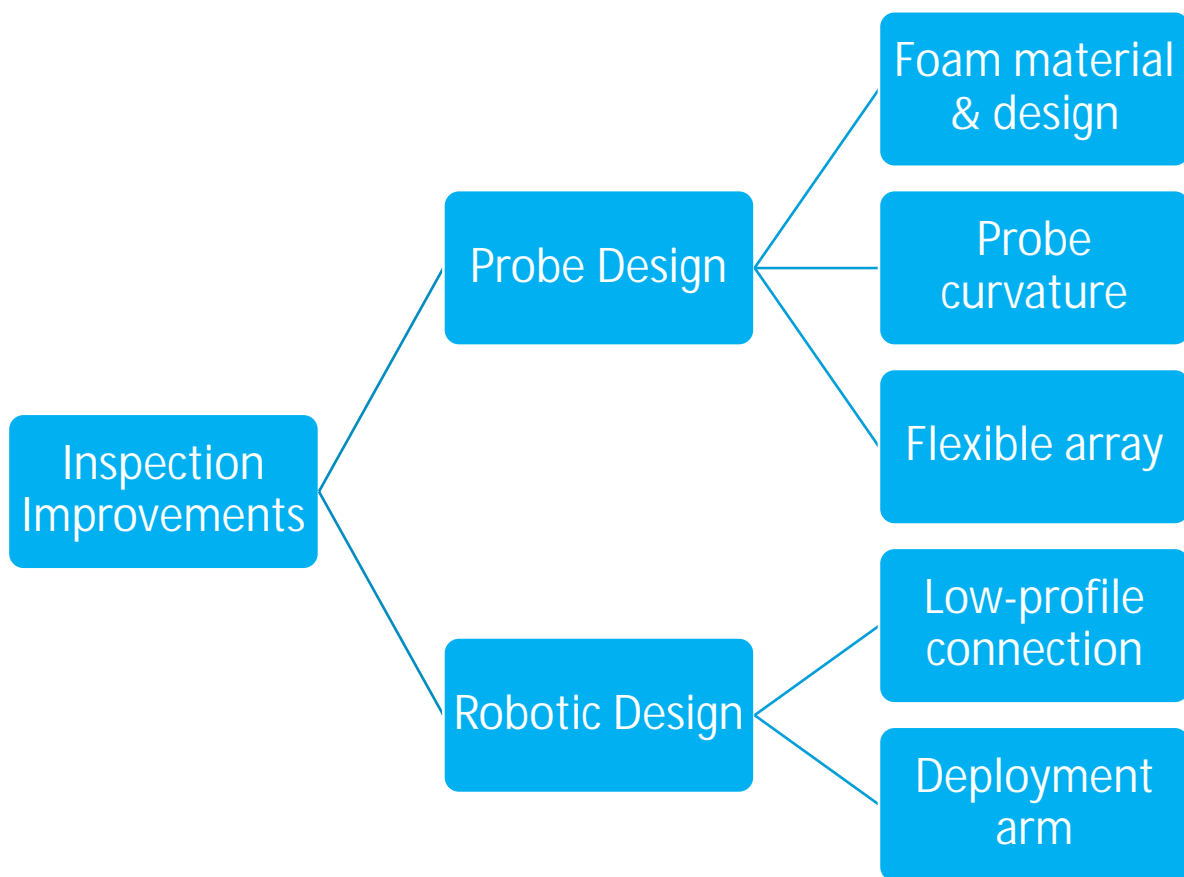 Inspection
Improvements
Probe Design
Foam material
& design
Probe
curvature
Flexible array
Robotic Design
Low-profile
connection
Deployment
arm